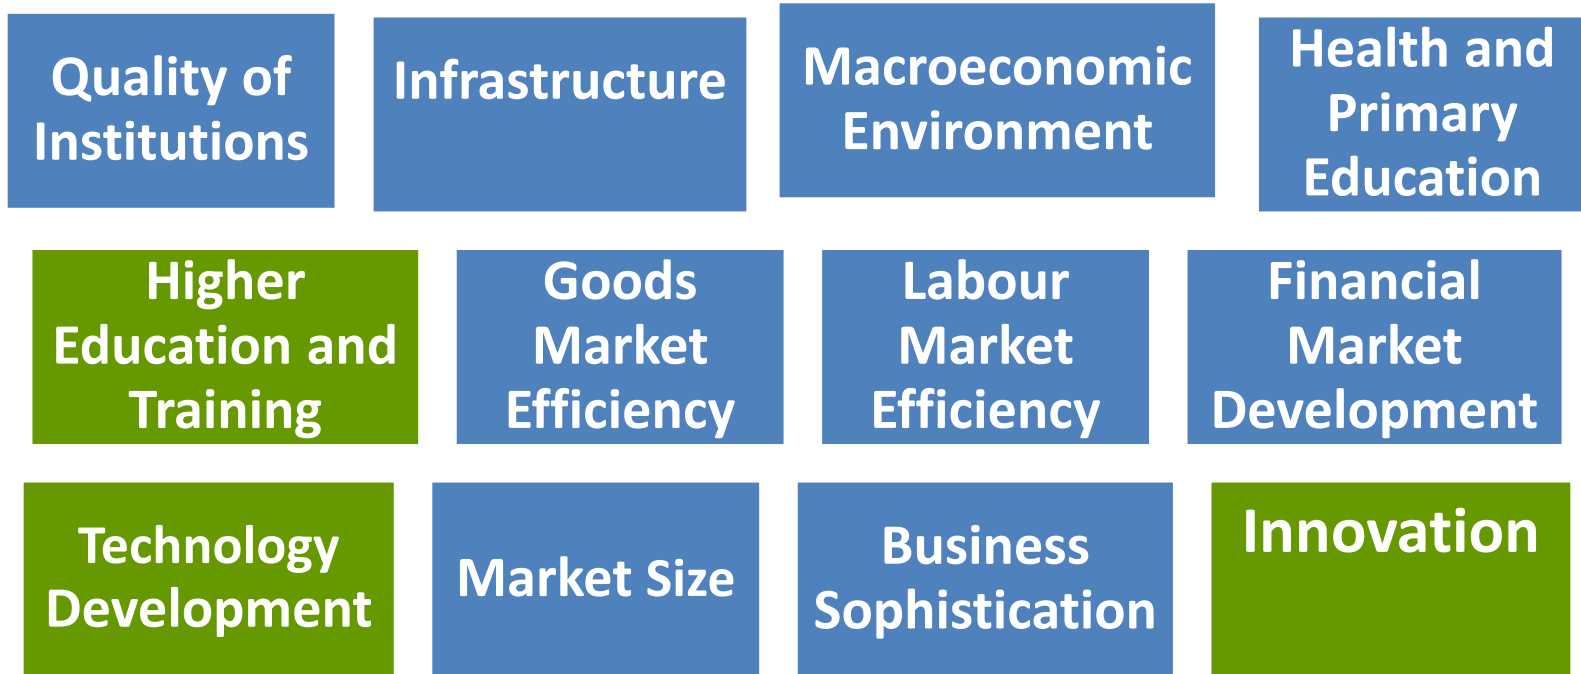 Quality of
Institutions
Infrastructure
Macroeconomic
Environment
Health and
Primary
Education
Higher
Education and
Training
Goods
Market
Efficiency
Labour
Market
Efficiency
Financial
Market
Development
Technology
Development
Market Size
Business
Sophistication
Innovation